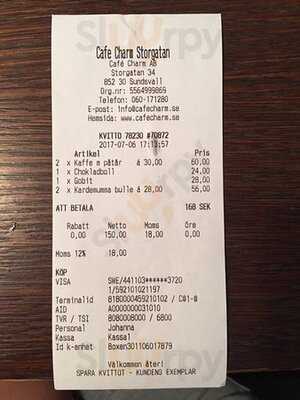 Cafe Charm Storgatan
Café Charm AB
Storgatan 34
852 30 Sundsvall
Org.nr: 5564999869
Telefon: 060-171280
E-post: info@cafecharm.se
Hemsida: www.cafecharm.se
KVITTO 78230 #70872
2017-07-06 17:13:57
Artikel Pris
2 x Kaffe m påtår á 30,00 60,00
1 x Chokladboll 24,00
1 x Gobit 28,00
2 x Kardemumma bulle á 28,00 56,00
ATT BETALA 168 SEK
Rabatt Netto Moms öre
0,00 150,00 18,00 0,00
Moms 12% 18,00
KÖP
VISA SWE/441103******3720
1/592101021197
Terminalid 8180000459210102 / C@1-@
AID A0000000031010
TVR / TSI 8080008000 / 6800
Personal Johanna
Kassa Kassa1
Id k-enhet Boxen301106017879
Välkommen åter!
SPARA KVITTOT - KUNDENS EXEMPLAR